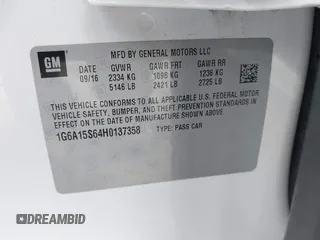 GM
MFD BY GENERAL MOTORS LLC
DATE GVWR GAWR FRT GAWR RR
09/16 2334 KG 1098 KG 1236 KG
5146 LB 2421 LB 2725 LB
THIS VEHICLE CONFORMS TO ALL APPLICABLE U.S. FEDERAL MOTOR
VEHICLE SAFETY, BUMPER, AND THEFT PREVENTION STANDARDS
IN EFFECT ON THE DATE OF MANUFACTURE SHOWN ABOVE.
1G6A15S64H0137358 TYPE: PASS CAR
DREAMBID